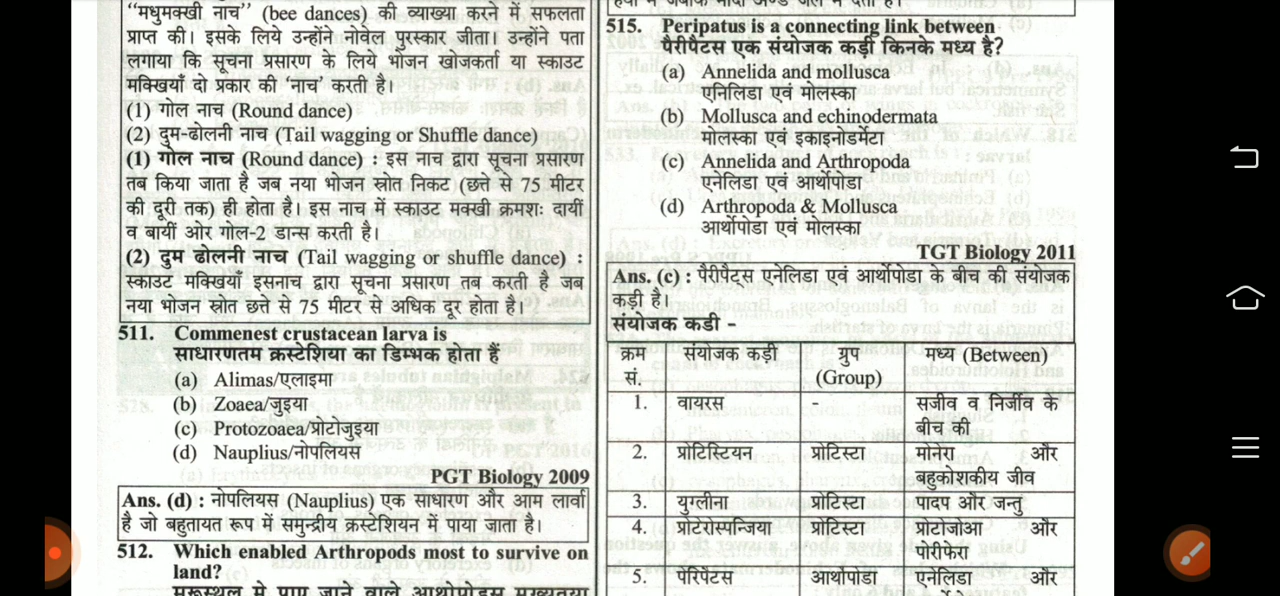 “मधुमक्खी नाच” (bee dances) की व्याख्या करने में सफलता
प्राप्त की। इसके लिये उन्होंने नोवेल पुरस्कार जीता। उन्होंने पता
लगाया कि सूचना प्रसारण के लिये भोजन खोजकर्ता या स्काउट
मक्खियाँ दो प्रकार की ‘नाच’ करती है।
(1) गोल नाच (Round dance)
(2) दुम-ढोलनी नाच (Tail wagging or Shuffle dance)
(1) गोल नाच (Round dance) : इस नाच द्वारा सूचना प्रसारण
तब किया जाता है जब नया भोजन स्रोत निकट (छत्ते से 75 मीटर
की दूरी तक) ही होता है। इस नाच में स्काउट मक्खी क्रमशः दायीं
व बायीं ओर गोल-2 डान्स करती है।
(2) दुम ढोलनी नाच (Tail wagging or shuffle dance) :
स्काउट मक्खियाँ इसनाच द्वारा सूचना प्रसारण तब करती है जब
नया भोजन स्रोत छत्ते से 75 मीटर से अधिक दूर होता है।
511. Commenest crustacean larva is
साधारणतम क्रस्टेशिया का डिम्भक होता हैं
(a) Alimas/एलाइमा
(b) Zoaea/जुइया
(c) Protozoaea/प्रोटोजुइया
(d) Nauplius/नोपलियस
PGT Biology 2009
Ans. (d) : नोपलियस (Nauplius) एक साधारण और आम लार्वा
है जो बहुतायत रूप में समुन्द्रीय क्रस्टेशियन में पाया जाता है।
512. Which enabled Arthropods most to survive on
land?
515. Peripatus is a connecting link between
पैरीपैटस एक संयोजक कड़ी किनके मध्य है?
(a) Annelida and mollusca
एनिलिडा एवं मोलस्का
(b) Mollusca and echinodermata
मोलस्का एवं इकाइनोडर्मेटा
(c) Annelida and Arthropoda
एनेलिडा एवं आर्थोपोडा
(d) Arthropoda & Mollusca
आर्थोपोडा एवं मोलस्का
TGT Biology 2011
Ans. (c) : पैरीपैट्स एनेलिडा एवं आर्थोपोडा के बीच की संयोजक
कड़ी है।
संयोजक कडी -
क्रम संयोजक कड़ी ग्रुप मध्य (Between)
सं. (Group)
1. वायरस - सजीव व निर्जीव के
बीच की
2. प्रोटिस्टियन प्रोटिस्टा मोनेरा और
बहुकोशकीय जीव
3. युग्लीना प्रोटिस्टा पादप और जन्तु
4. प्रोटेरोस्पन्जिया प्रोटिस्टा प्रोटोजोआ और
पोरीफेरा
5. पेरिपैटस आर्थोपोडा एनेलिडा और